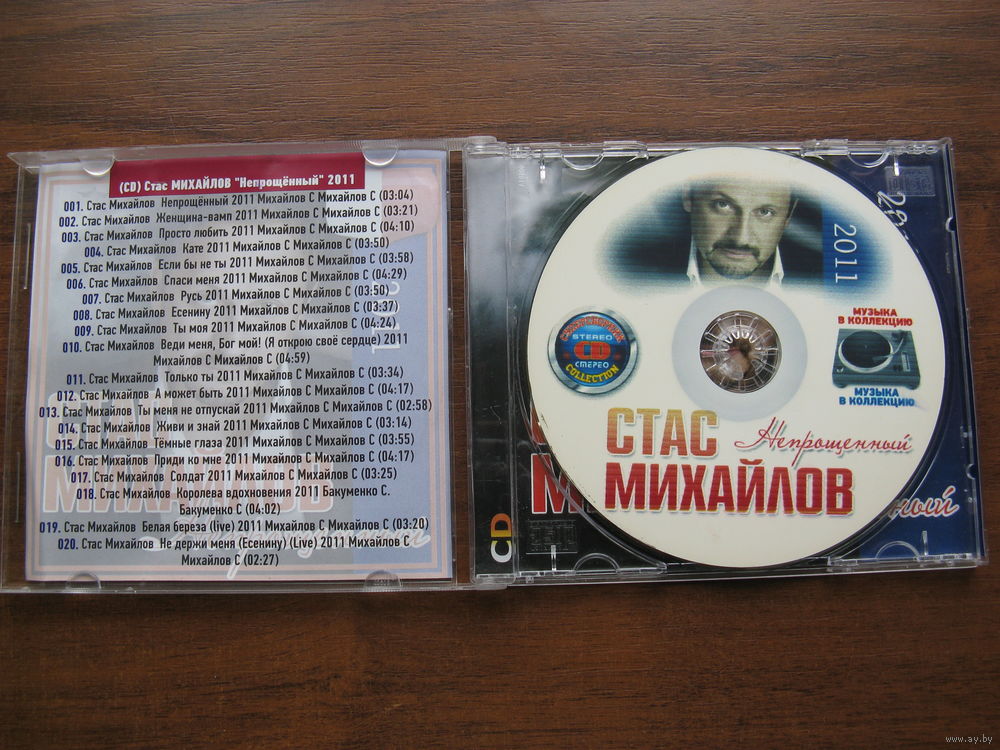 (CD) Стас МИХАЙЛОВ "Непрощённый" 2011
001. Стас Михайлов Непрощённый 2011 Михайлов С Михайлов С (03:04)
002. Стас Михайлов Женщина-вамп 2011 Михайлов С Михайлов С (03:21)
003. Стас Михайлов Просто любить 2011 Михайлов С Михайлов С (04:10)
004. Стас Михайлов Кате 2011 Михайлов С Михайлов С (03:50)
005. Стас Михайлов Если бы не ты 2011 Михайлов С Михайлов С (03:58)
006. Стас Михайлов Спаси меня 2011 Михайлов С Михайлов С (04:29)
007. Стас Михайлов Русь 2011 Михайлов С Михайлов С (03:50)
008. Стас Михайлов Есенину 2011 Михайлов С Михайлов С (03:37)
009. Стас Михайлов Ты моя 2011 Михайлов С Михайлов С (04:24)
010. Стас Михайлов Веди меня, Бог мой! (Я открою своё сердце) 2011
Михайлов С Михайлов С (04:59)
011. Стас Михайлов Только ты 2011 Михайлов С Михайлов С (03:34)
012. Стас Михайлов А может быть 2011 Михайлов С Михайлов С (04:17)
013. Стас Михайлов Ты меня не отпускай 2011 Михайлов С Михайлов С (02:58)
014. Стас Михайлов Живи и знай 2011 Михайлов С Михайлов С (03:14)
015. Стас Михайлов Тёмные глаза 2011 Михайлов С Михайлов С (03:55)
016. Стас Михайлов Приди ко мне 2011 Михайлов С Михайлов С (04:17)
017. Стас Михайлов Солдат 2011 Михайлов С Михайлов С (03:25)
018. Стас Михайлов Королева вдохновения 2011 Бакуменко С.
Бакуменко С (04:02)
019. Стас Михайлов Белая береза (live) 2011 Михайлов С Михайлов С (03:20)
020. Стас Михайлов Не держи меня (Есенину) (Live) 2011 Михайлов С
Михайлов С (02:27)
2011
STEREO
CD
СТЕРЕО
COLLECTION
МУЗЫКА
В КОЛЛЕКЦИЮ
МУЗЫКА
В КОЛЛЕКЦИЮ
СТАС
Непрощенный
МИХАЙЛОВ
CD
www.ay.by